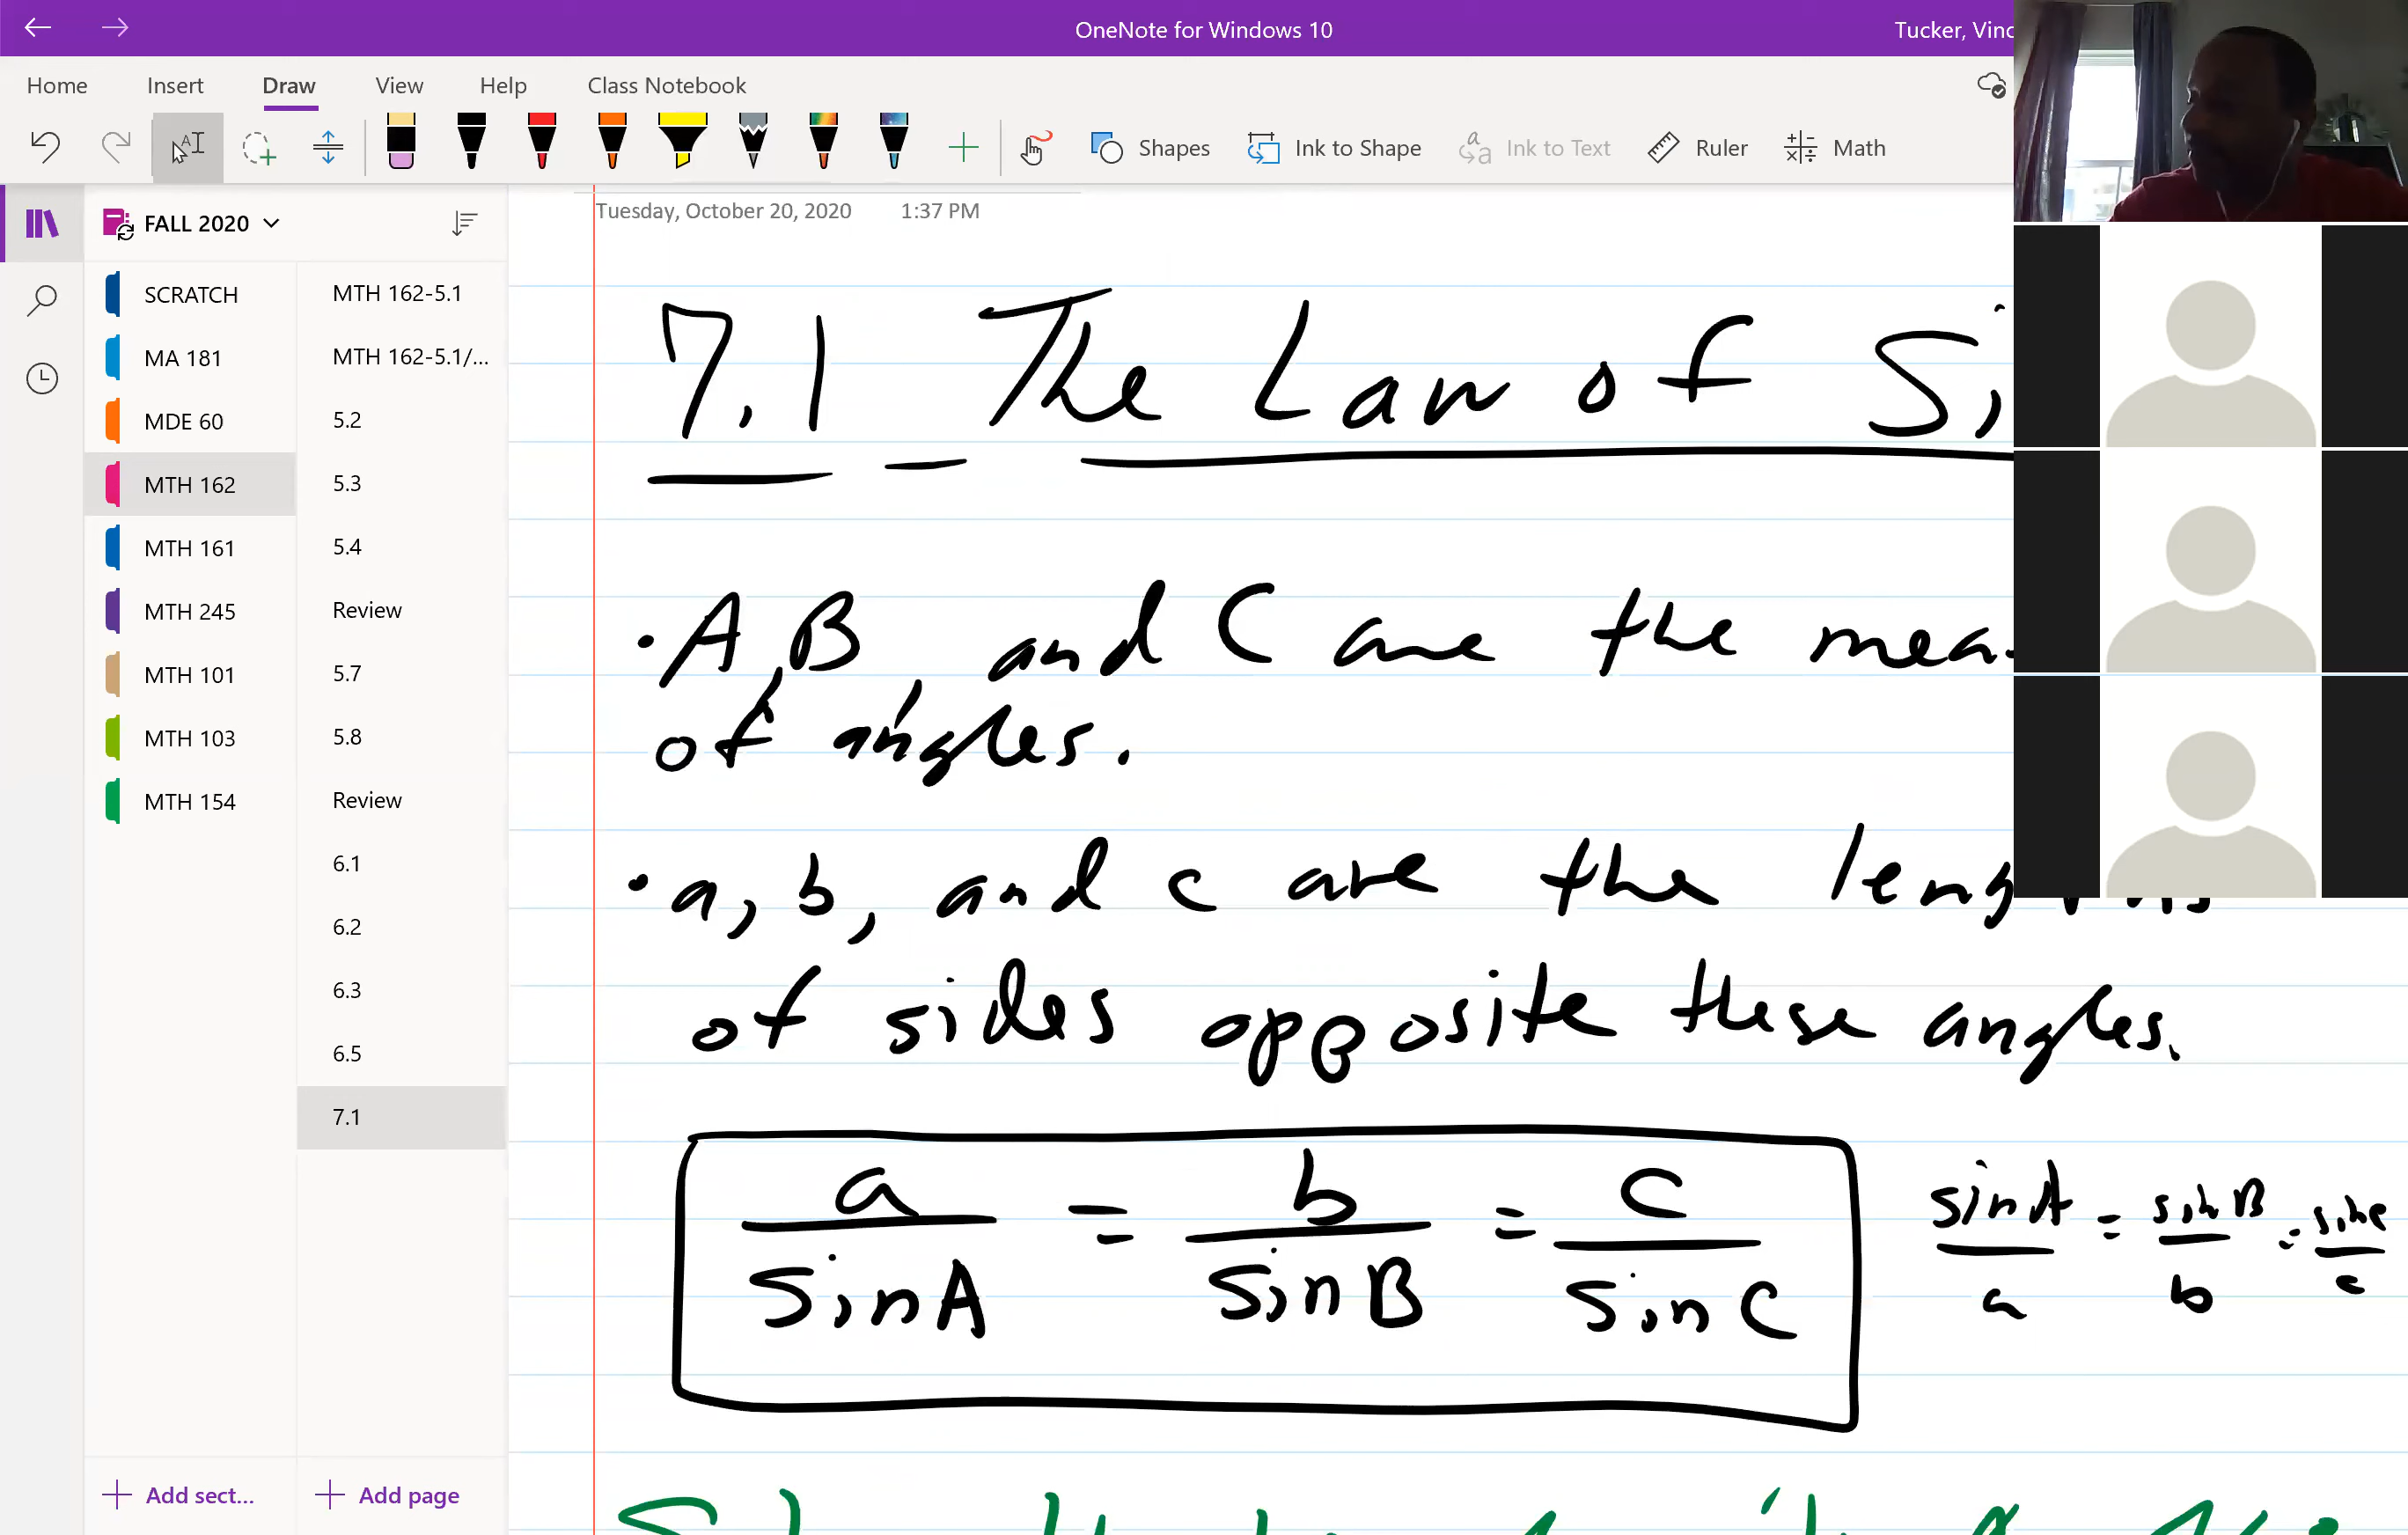 OneNote for Windows 10
Tucker, Vinc
Home Insert Draw View Help Class Notebook
Shapes Ink to Shape Ink to Text Ruler Math
FALL 2020
SCRATCH
MA 181
MDE 60
MTH 162
MTH 161
MTH 245
MTH 101
MTH 103
MTH 154
Add sect...
MTH 162-5.1
MTH 162-5.1/...
5.2
5.3
5.4
Review
5.7
5.8
Review
6.1
6.2
6.3
6.5
7.1
Add page
Tuesday, October 20, 2020 1:37 PM
7.1 - The Law of Si
• A, B, and C are the mea
of angles.
• a, b, and c are the lengths
of sides opposite these angles.
a/sinA = b/sinB = c/sinC
sinA/a = sinB/b = sinC/c